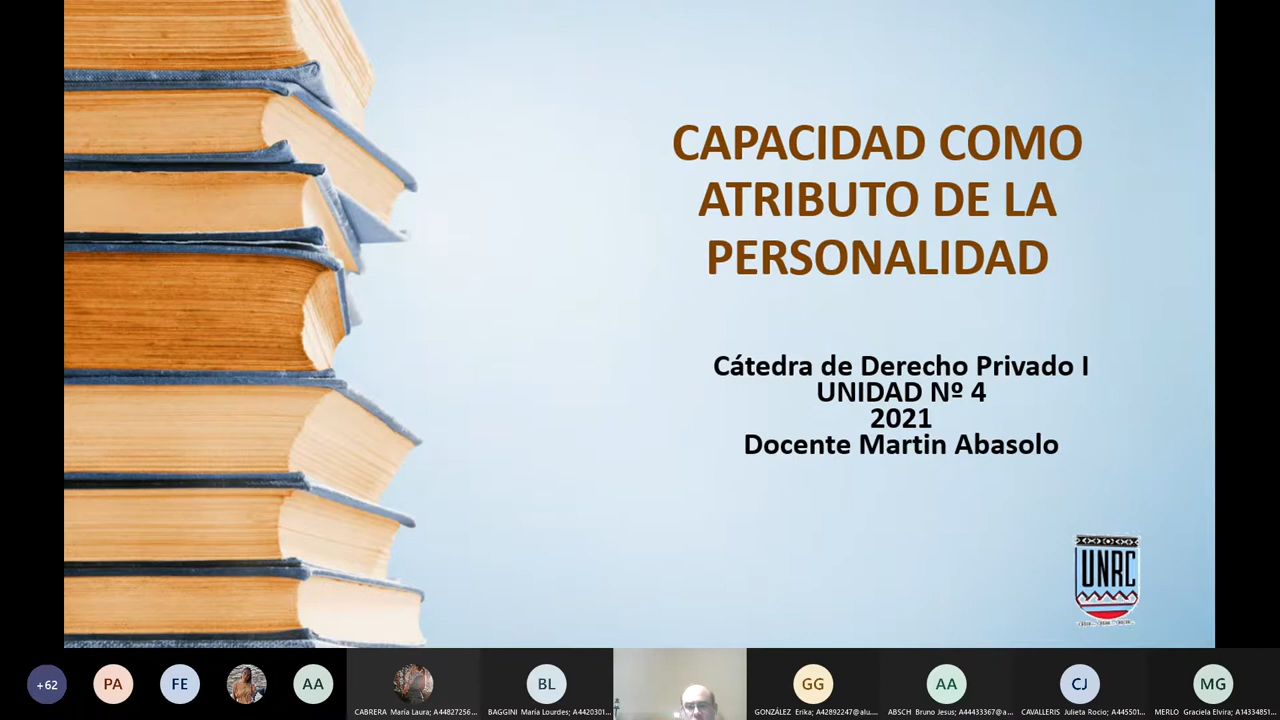 CAPACIDAD COMO
ATRIBUTO DE LA
PERSONALIDAD
Cátedra de Derecho Privado I
UNIDAD Nº 4
2021
Docente Martin Abasolo
UNRC
+62
PA
FE
AA
BL
GG
AA
CJ
MG
CABRERA María Laura; A44827256...
BAGGINI María Lourdes; A4420301...
GONZÁLEZ Erika; A42892247@alu....
ABSCH Bruno Jesus; A44433367@a...
CAVALLERIS Julieta Rocio; A445501...
MERLO Graciela Elvira; A14334851...